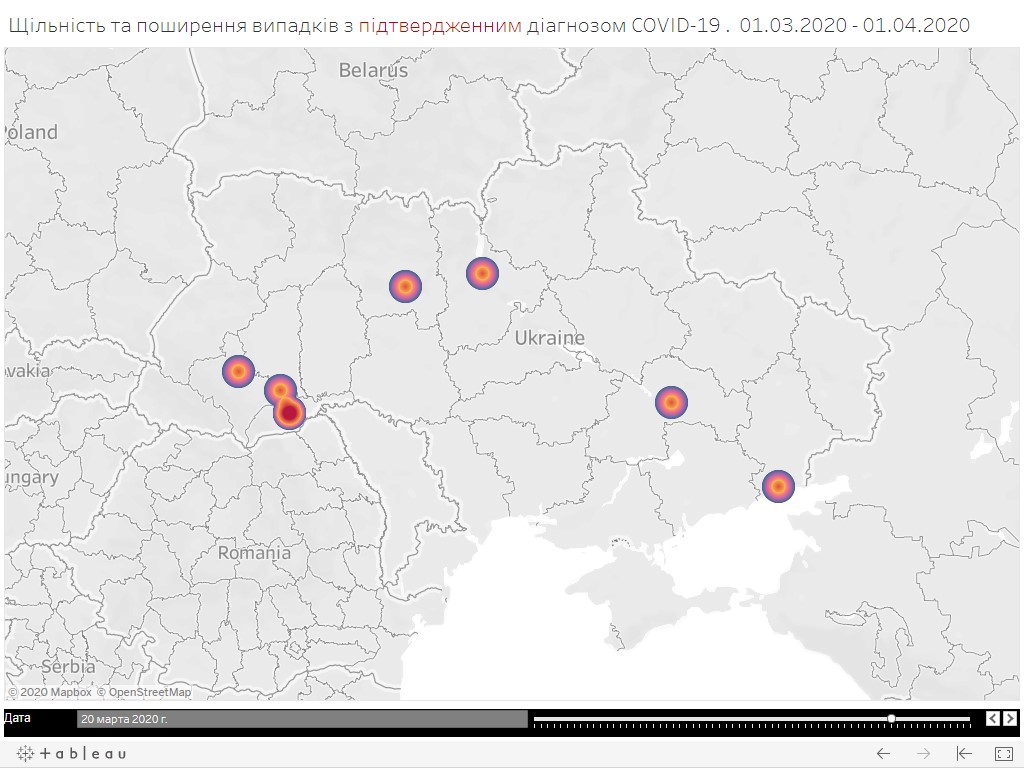 Щільність та поширення випадків з підтвердженним діагнозом COVID-19 . 01.03.2020 - 01.04.2020
Belarus
Poland
Ukraine
vakia
ungary
Romania
Serbia
© 2020 Mapbox © OpenStreetMap
Дата
20 марта 2020 г.
+ a b l e a u